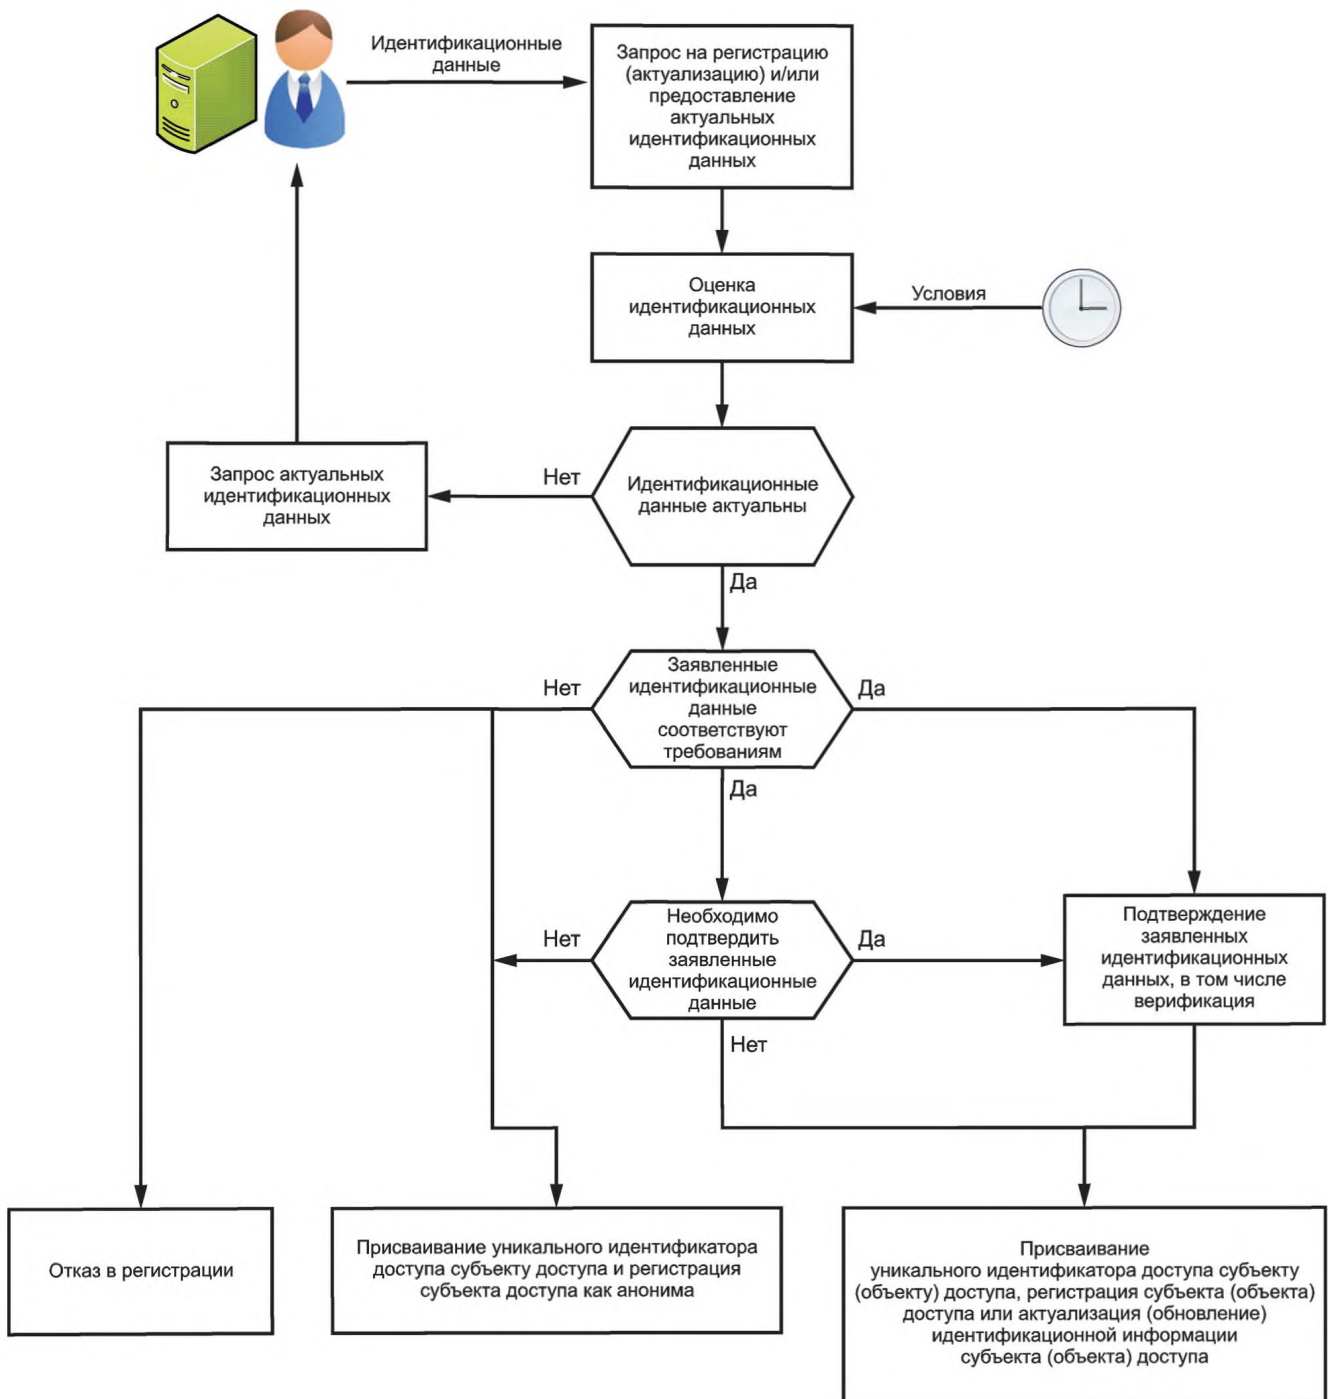 Идентификационные
данные
Запрос на регистрацию
(актуализацию) и/или
предоставление
актуальных
идентификационных
данных
Оценка
идентификационных
данных
Условия
Запрос актуальных
идентификационных
данных
Нет
Идентификационные
данные актуальны
Да
Нет
Заявленные
идентификационные
данные
соответствуют
требованиям
Да
Да
Нет
Необходимо
подтвердить
заявленные
идентификационные
данные
Да
Подтверждение
заявленных
идентификационных
данных, в том числе
верификация
Нет
Отказ в регистрации
Присваивание уникального идентификатора
доступа субъекту доступа и регистрация
субъекта доступа как анонима
Присваивание
уникального идентификатора доступа субъекту
(объекту) доступа, регистрация субъекта (объекта)
доступа или актуализация (обновление)
идентификационной информации
субъекта (объекта) доступа